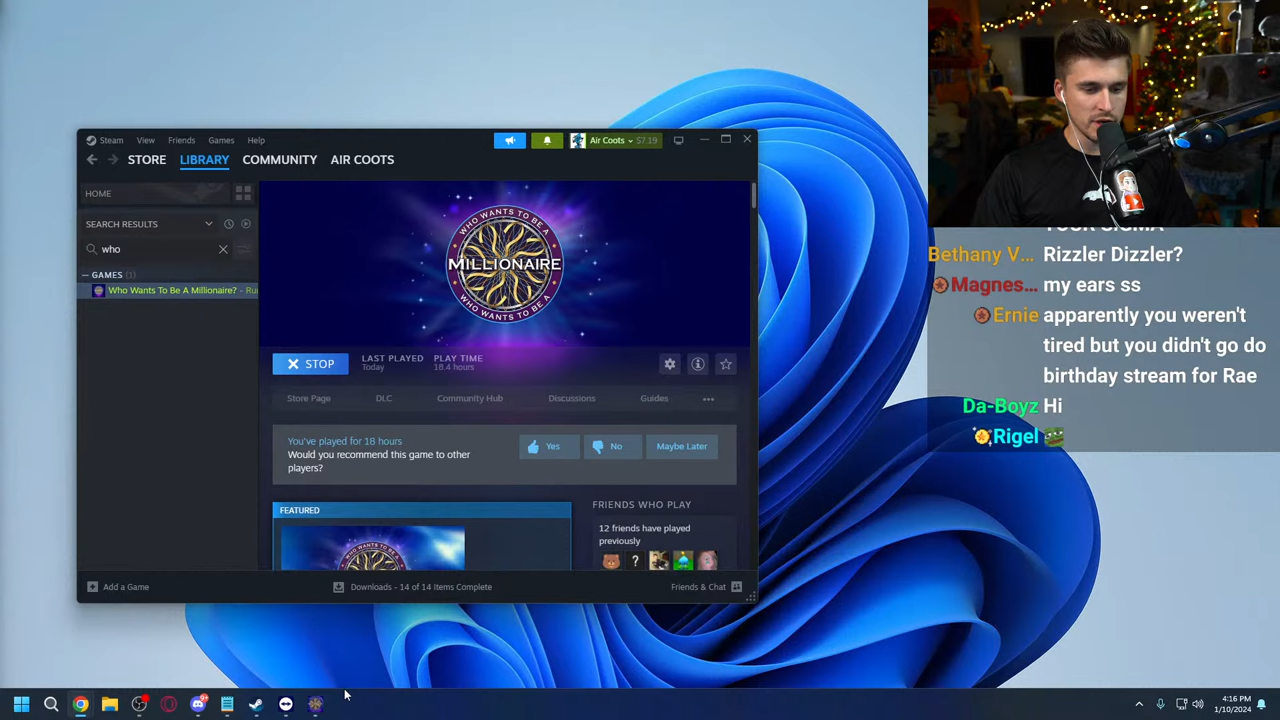 Steam View Friends Games Help
Air Coots $7.19
STORE LIBRARY COMMUNITY AIR COOTS
HOME
SEARCH RESULTS
who
GAMES (1)
Who Wants To Be A Millionaire? - Ru
WHO WANTS TO BE A
MILLIONAIRE
WHO WANTS TO BE A
STOP
LAST PLAYED
Today
PLAY TIME
18.4 hours
Store Page DLC Community Hub Discussions Guides
You've played for 18 hours
Would you recommend this game to other
players?
Yes No Maybe Later
FEATURED
FRIENDS WHO PLAY
12 friends have played
previously
?
Add a Game
Downloads - 14 of 14 Items Complete
Friends & Chat
Bethany V... Rizzler Dizzler?
Magnes... my ears ss
Ernie apparently you weren't
tired but you didn't go do
birthday stream for Rae
Da-Boyz Hi
Rigel
4:16 PM
1/10/2024